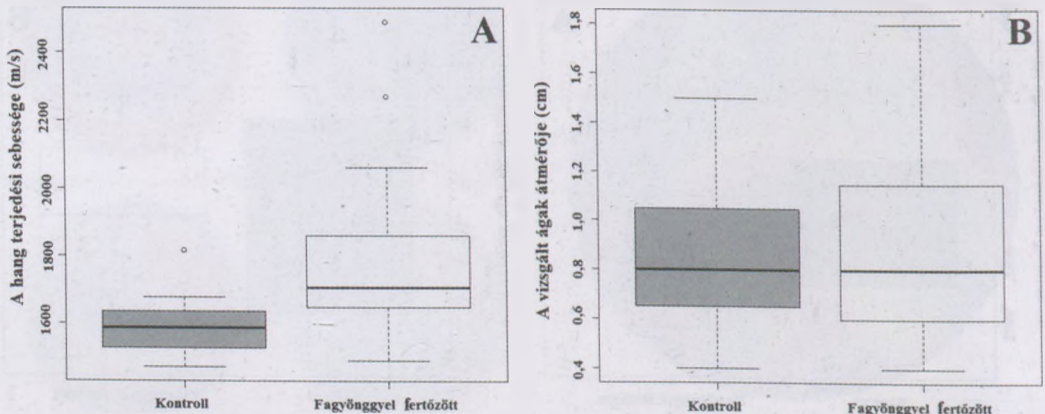 A
A hang terjedési sebessége (m/s)
2400
2200
2000
1800
1600
Kontroll
Fagyönggyel fertőzött
B
A vizsgált ágak átmérője (cm)
1,8
1,6
1,4
1,2
1,0
0,8
0,6
0,4
Kontroll
Fagyönggyel fertőzött